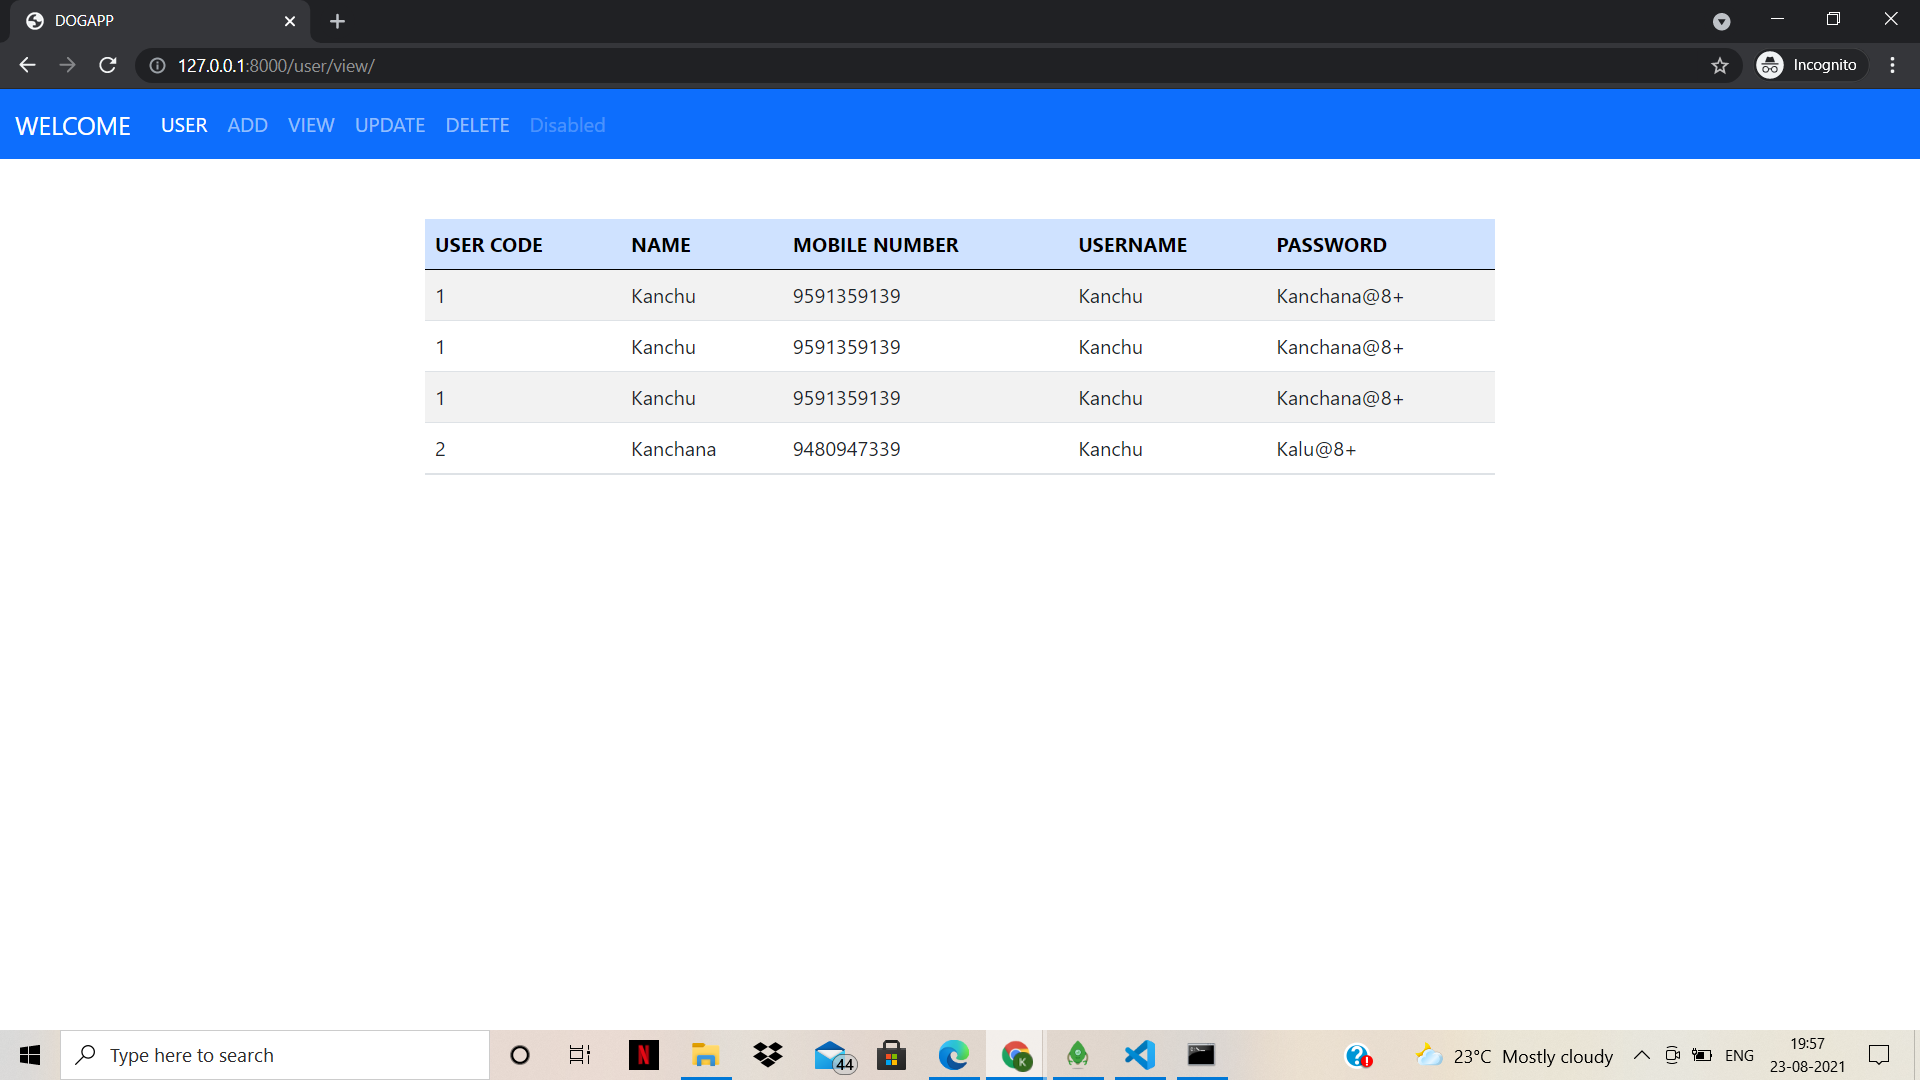 DOGAPP
127.0.0.1:8000/user/view/
Incognito
WELCOME USER ADD VIEW UPDATE DELETE Disabled
USER CODE NAME MOBILE NUMBER USERNAME PASSWORD
1 Kanchu 9591359139 Kanchu Kanchana@8+
1 Kanchu 9591359139 Kanchu Kanchana@8+
1 Kanchu 9591359139 Kanchu Kanchana@8+
2 Kanchana 9480947339 Kanchu Kalu@8+
Type here to search
N
44
K
23°C Mostly cloudy
ENG
19:57
23-08-2021